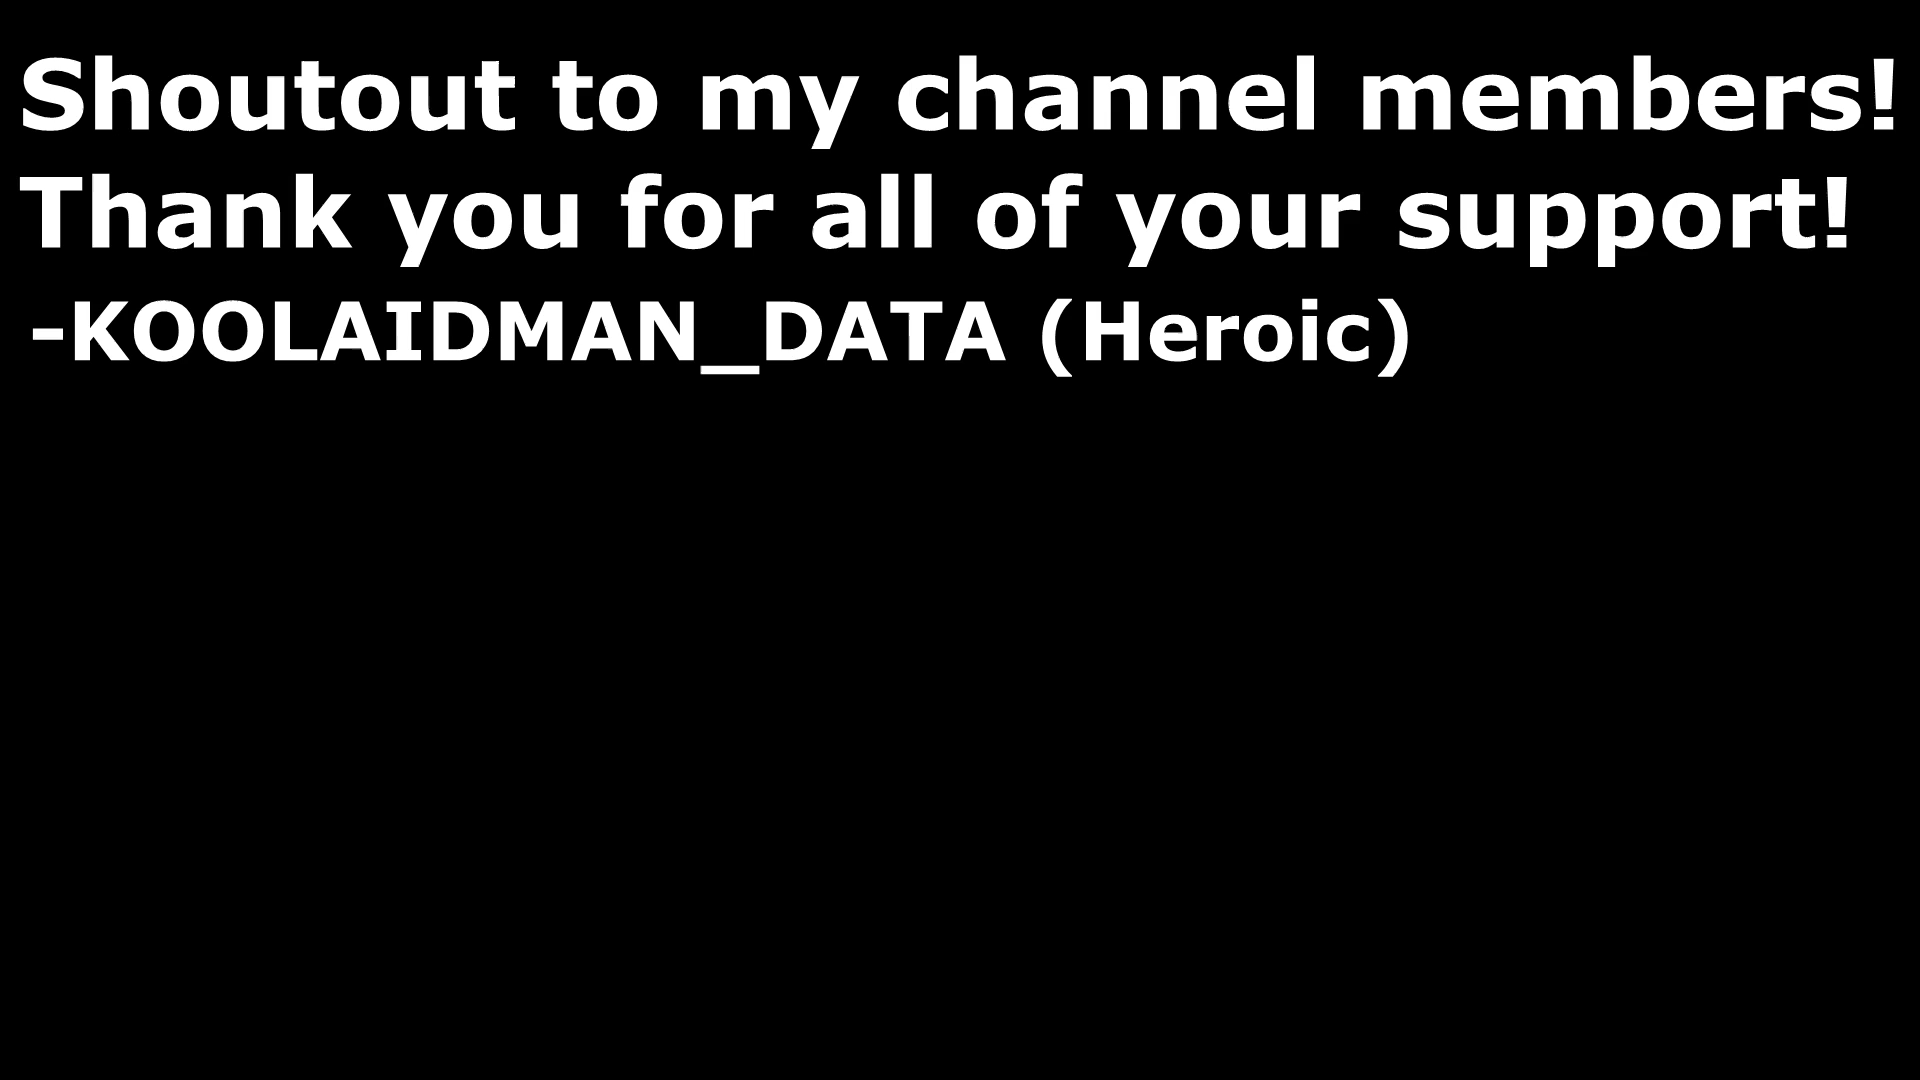 Shoutout to my channel members!
Thank you for all of your support!
-KOOLAIDMAN_DATA (Heroic)